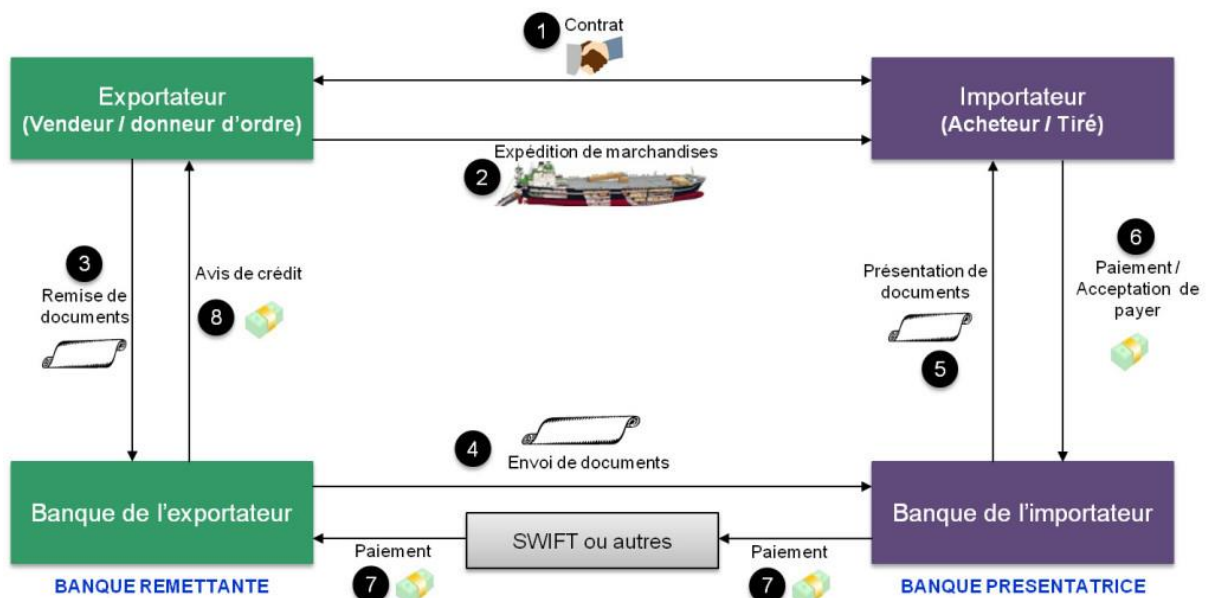 1
Contrat
Exportateur
(Vendeur / donneur d'ordre)
Importateur
(Acheteur / Tiré)
Expédition de marchandises
2
3
Remise de
documents
Avis de crédit
8
Présentation de
documents
5
6
Paiement /
Acceptation de
payer
4
Envoi de documents
Banque de l'exportateur
SWIFT ou autres
Banque de l'importateur
Paiement
7
Paiement
7
BANQUE REMETTANTE
BANQUE PRESENTATRICE